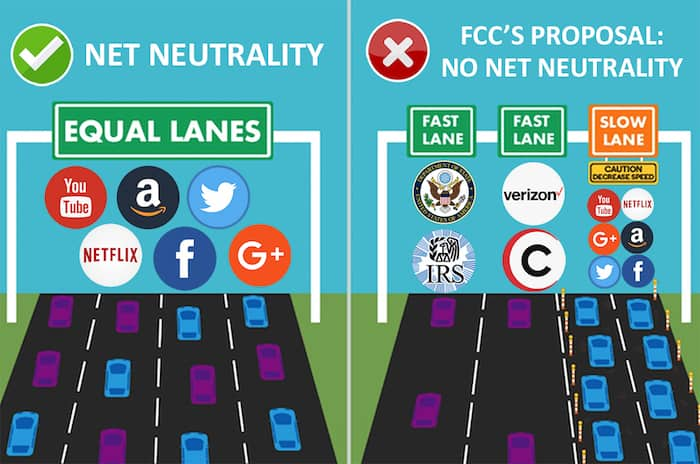 NET NEUTRALITY
EQUAL LANES
You
Tube
a
NETFLIX
f
G+
FCC'S PROPOSAL:
NO NET NEUTRALITY
FAST
LANE
FAST
LANE
SLOW
LANE
CAUTION
DECREASE SPEED
verizon
You
Tube
NETFLIX
G+
a
f
IRS
C